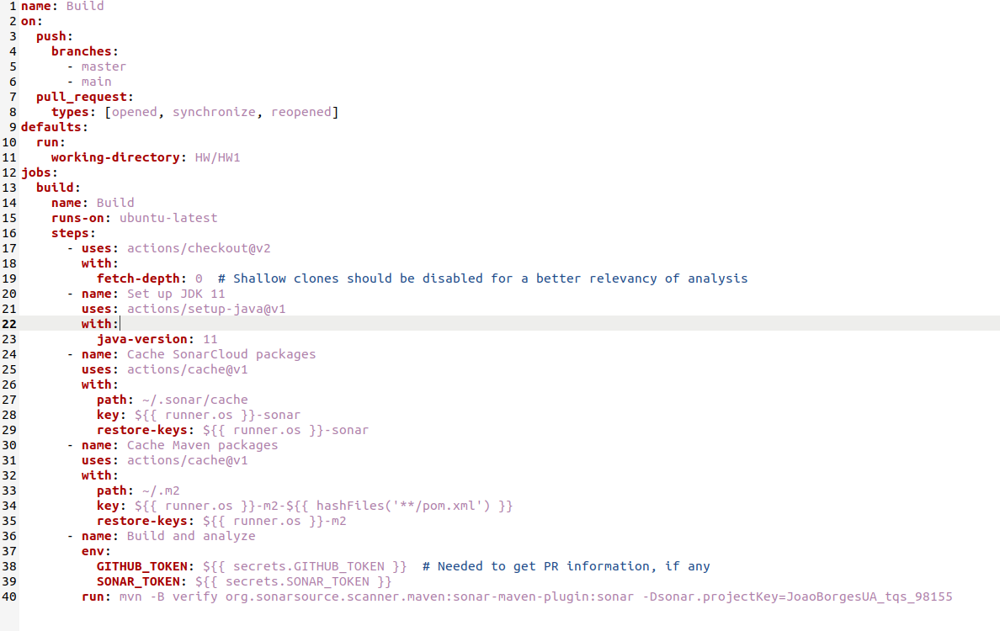 1 name: Build
2 on:
3   push:
4     branches:
5       - master
6       - main
7   pull_request:
8     types: [opened, synchronize, reopened]
9 defaults:
10   run:
11     working-directory: HW/HW1
12 jobs:
13   build:
14     name: Build
15     runs-on: ubuntu-latest
16     steps:
17       - uses: actions/checkout@v2
18         with:
19           fetch-depth: 0  # Shallow clones should be disabled for a better relevancy of analysis
20       - name: Set up JDK 11
21         uses: actions/setup-java@v1
22         with:
23           java-version: 11
24       - name: Cache SonarCloud packages
25         uses: actions/cache@v1
26         with:
27           path: ~/.sonar/cache
28           key: ${{ runner.os }}-sonar
29           restore-keys: ${{ runner.os }}-sonar
30       - name: Cache Maven packages
31         uses: actions/cache@v1
32         with:
33           path: ~/.m2
34           key: ${{ runner.os }}-m2-${{ hashFiles('**/pom.xml') }}
35           restore-keys: ${{ runner.os }}-m2
36       - name: Build and analyze
37         env:
38           GITHUB_TOKEN: ${{ secrets.GITHUB_TOKEN }}  # Needed to get PR information, if any
39           SONAR_TOKEN: ${{ secrets.SONAR_TOKEN }}
40         run: mvn -B verify org.sonarsource.scanner.maven:sonar-maven-plugin:sonar -Dsonar.projectKey=JoaoBorgesUA_tqs_98155